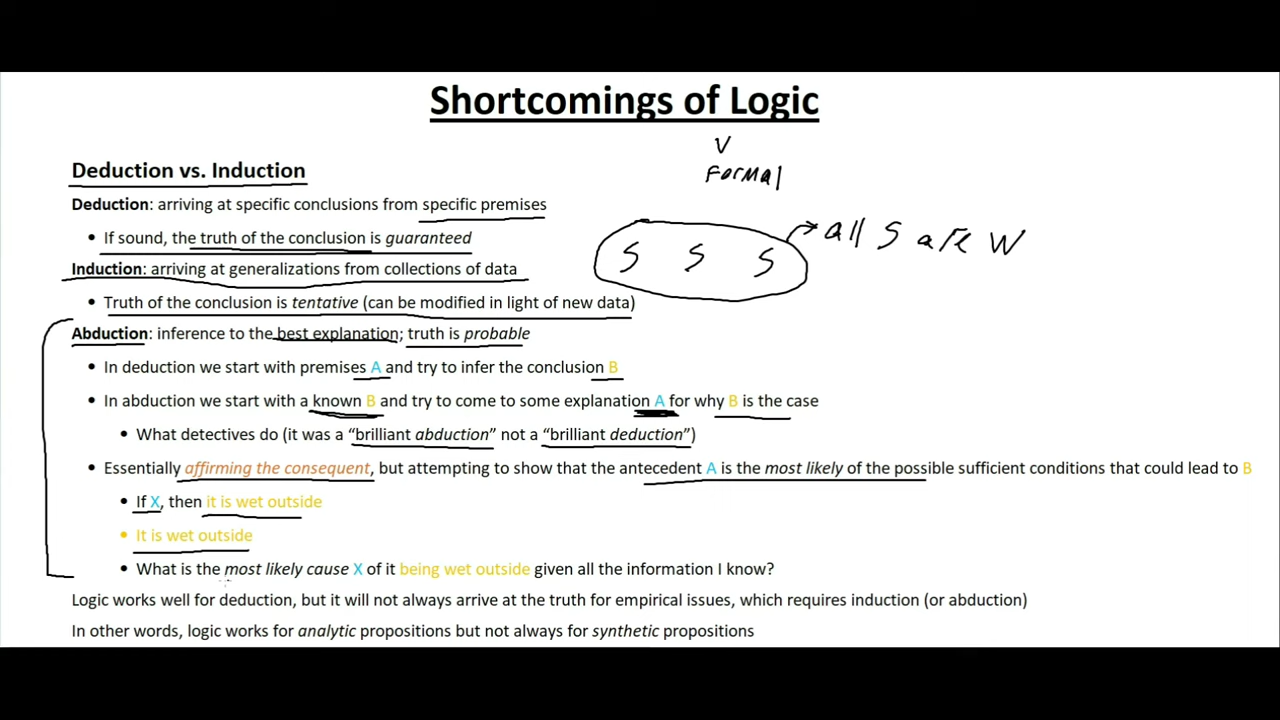 Shortcomings of Logic
V
Formal
Deduction vs. Induction
Deduction: arriving at specific conclusions from specific premises
• If sound, the truth of the conclusion is guaranteed
S S S
all S are W
Induction: arriving at generalizations from collections of data
• Truth of the conclusion is tentative (can be modified in light of new data)
Abduction: inference to the best explanation; truth is probable
• In deduction we start with premises A and try to infer the conclusion B
• In abduction we start with a known B and try to come to some explanation A for why B is the case
• What detectives do (it was a “brilliant abduction” not a “brilliant deduction”)
• Essentially affirming the consequent, but attempting to show that the antecedent A is the most likely of the possible sufficient conditions that could lead to B
• If X, then it is wet outside
• It is wet outside
• What is the most likely cause X of it being wet outside given all the information I know?
Logic works well for deduction, but it will not always arrive at the truth for empirical issues, which requires induction (or abduction)
In other words, logic works for analytic propositions but not always for synthetic propositions